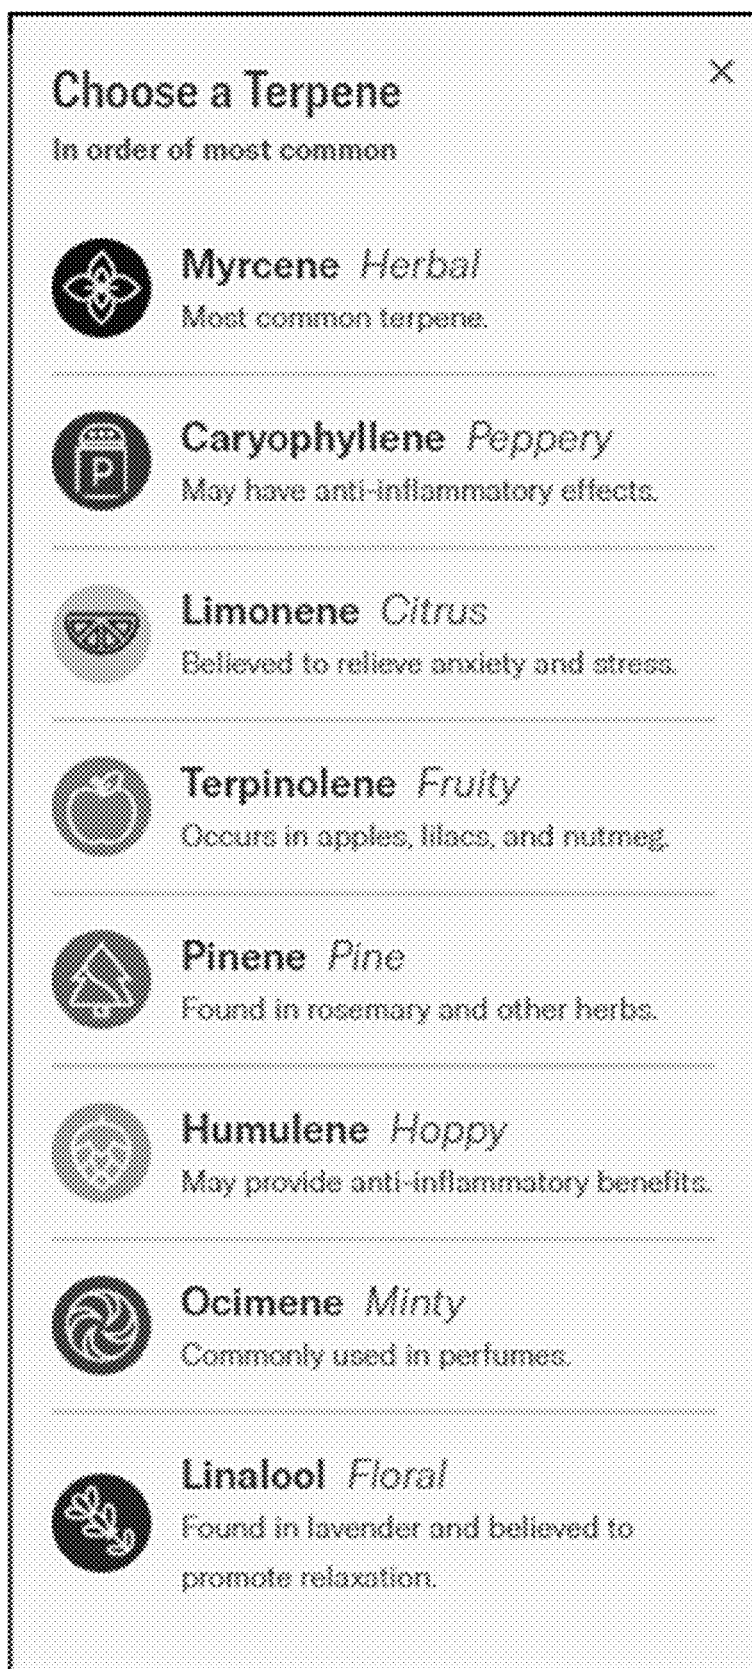 Choose a Terpene
In order of most common
Myrcene Herbal
Most common terpene.
P
Caryophyllene Peppery
May have anti-inflammatory effects.
Limonene Citrus
Believed to relieve anxiety and stress.
Terpinolene Fruity
Occurs in apples, lilacs, and nutmeg.
Pinene Pine
Found in rosemary and other herbs.
Humulene Hoppy
May provide anti-inflammatory benefits.
Ocimene Minty
Commonly used in perfumes.
Linalool Floral
Found in lavender and believed to
promote relaxation.